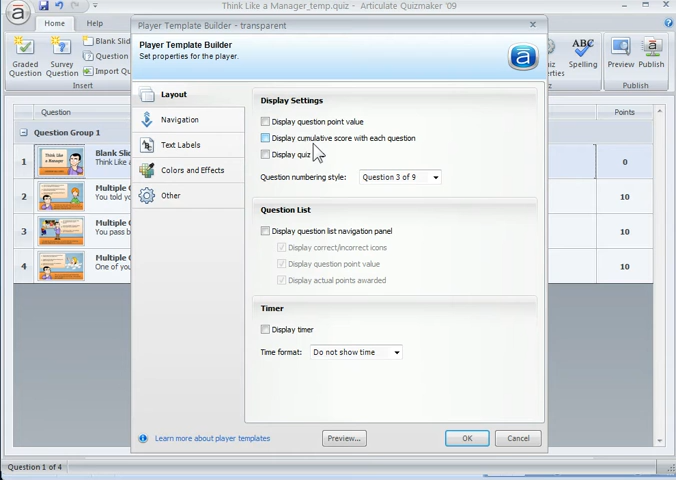 Think Like a Manager_temp.quiz - Articulate Quizmaker '09
Home Help
Graded Question
Survey Question
Blank Slid
Question
Import Qu
Insert
Spelling
Preview
Publish
Publish
Player Template Builder - transparent
Player Template Builder
Set properties for the player.
Layout
Navigation
Text Labels
Colors and Effects
Other
Display Settings
Display question point value
Display cumulative score with each question
Display quiz
Question numbering style: Question 3 of 9
Question List
Display question list navigation panel
Display correct/incorrect icons
Display question point value
Display actual points awarded
Timer
Display timer
Time format: Do not show time
Learn more about player templates
Preview...
OK
Cancel
Question
Points
Question Group 1
1 Think Like a Manager Blank Slid 0
Think Like
2 Multiple 10
You told yo
3 Multiple 10
You pass b
4 Multiple 10
One of you
Question 1 of 4